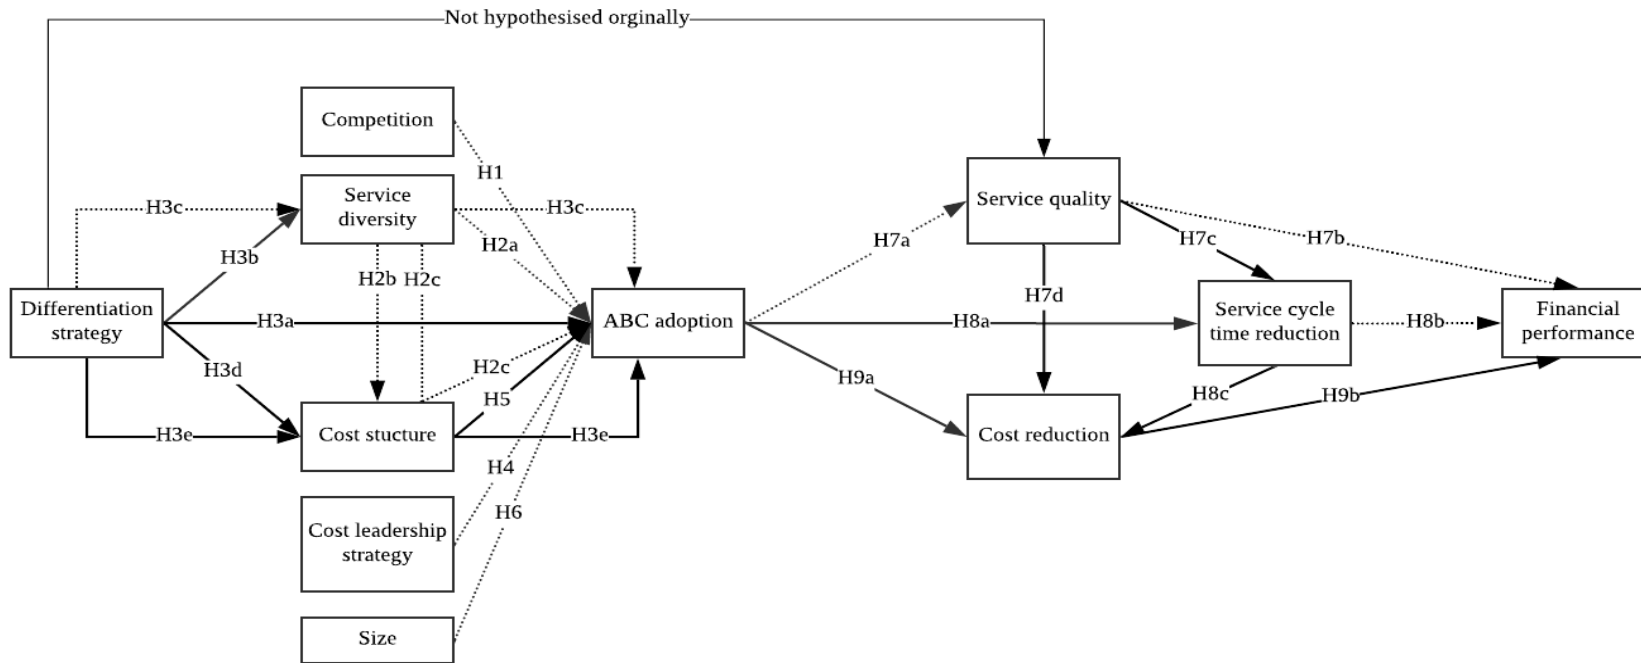 Not hypothesised orginally
Competition
H1
Service
diversity
H3c
H3c
H2a
H3b
H2b
H2c
Differentiation
strategy
H3a
ABC adoption
H3d
H2c
H5
H3e
Cost stucture
H3e
H4
H6
Cost leadership
strategy
Size
Service quality
H7a
H7c
H7b
H7d
H8a
Service cycle
time reduction
H8b
Financial
performance
H9a
H8c
H9b
Cost reduction